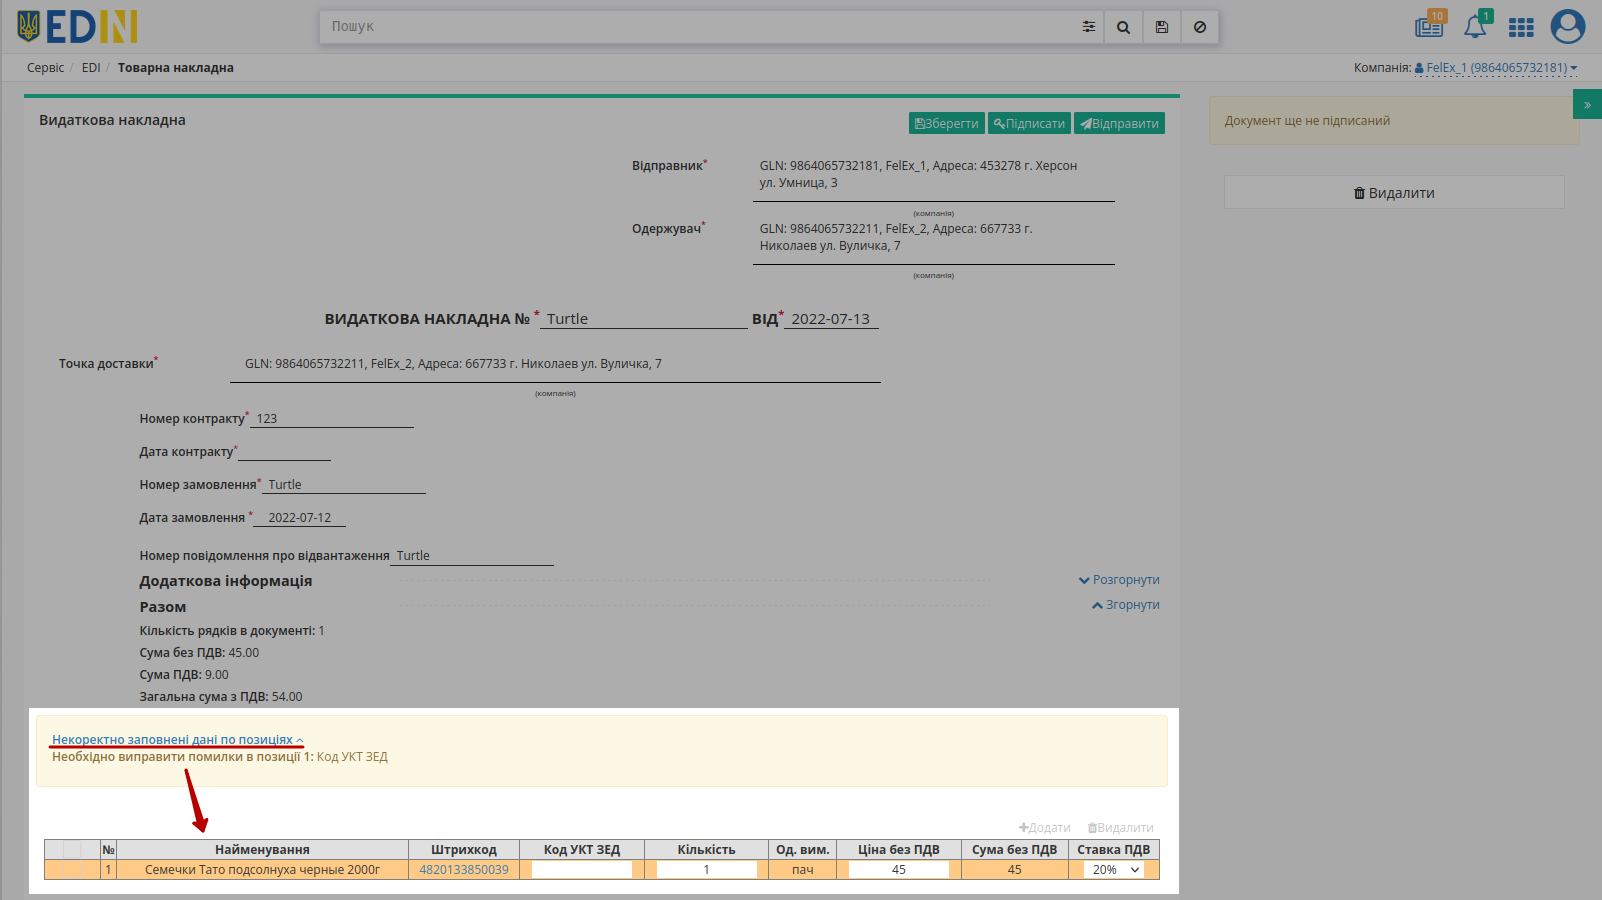 EDIN
Пошук
10
1
Сервіс / EDI / Товарна накладна
Компанія: FelEx_1 (9864065732181)
»
Видаткова накладна
Зберегти Підписати Відправити
Документ ще не підписаний
Видалити
Відправник* GLN: 9864065732181, FelEx_1, Адреса: 453278 г. Херсон
ул. Умница, 3
(компанія)
Одержувач* GLN: 9864065732211, FelEx_2, Адреса: 667733 г.
Николаев ул. Вуличка, 7
(компанія)
ВИДАТКОВА НАКЛАДНА № * Turtle ВІД* 2022-07-13
Точка доставки* GLN: 9864065732211, FelEx_2, Адреса: 667733 г. Николаев ул. Вуличка, 7
(компанія)
Номер контракту* 123
Дата контракту*
Номер замовлення* Turtle
Дата замовлення * 2022-07-12
Номер повідомлення про відвантаження Turtle
Додаткова інформація Розгорнути
Разом Згорнути
Кількість рядків в документі: 1
Сума без ПДВ: 45.00
Сума ПДВ: 9.00
Загальна сума з ПДВ: 54.00
Некоректно заповнені дані по позиціях
Необхідно виправити помилки в позиції 1: Код УКТ ЗЕД
Додати Видалити
№ Найменування Штрихкод Код УКТ ЗЕД Кількість Од. вим. Ціна без ПДВ Сума без ПДВ Ставка ПДВ
1 Семечки Тато подсолнуха черные 2000г 4820133850039 1 пач 45 45 20%